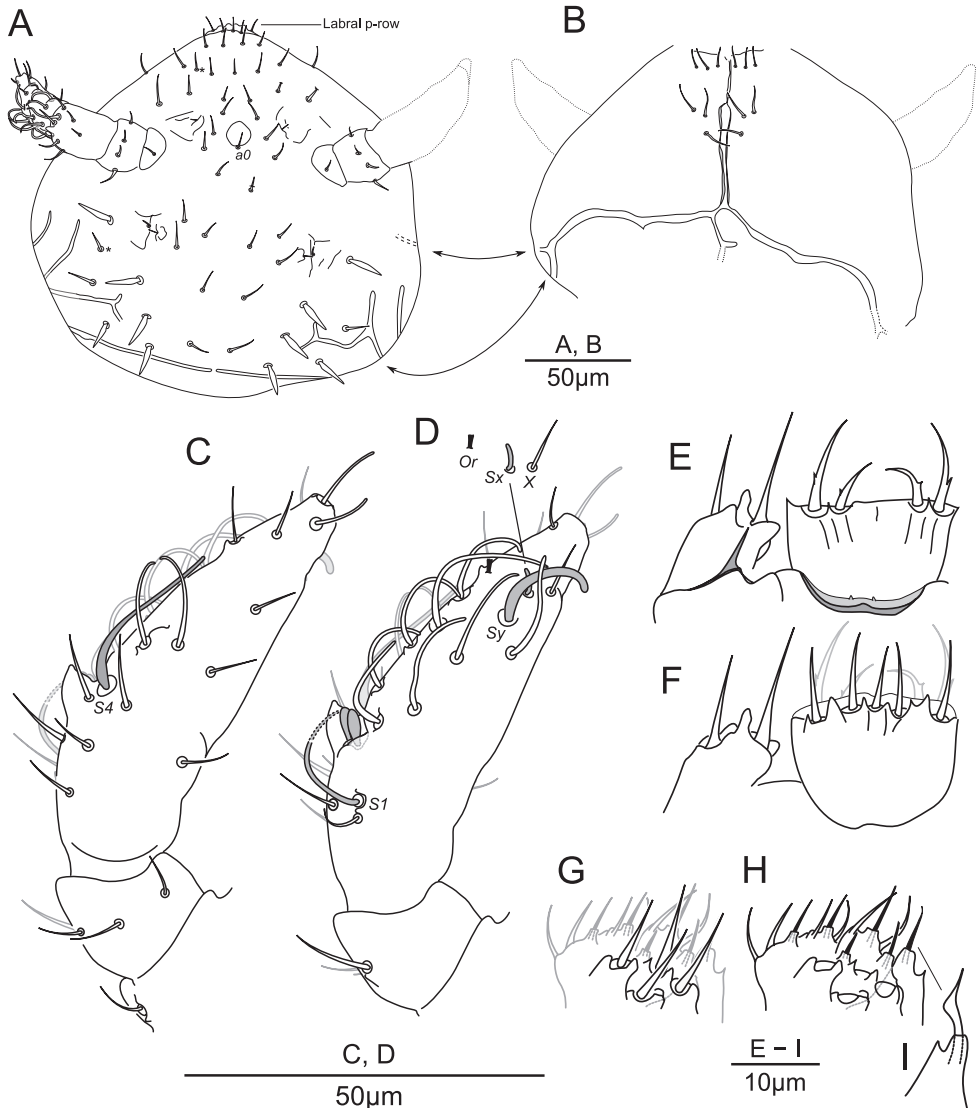 A
Labral p-row
B
a0
*
*
A, B
50µm
C
D
Or
Sx
X
E
S4
Sy
S1
F
G
H
I
C, D
50µm
E – I
10µm